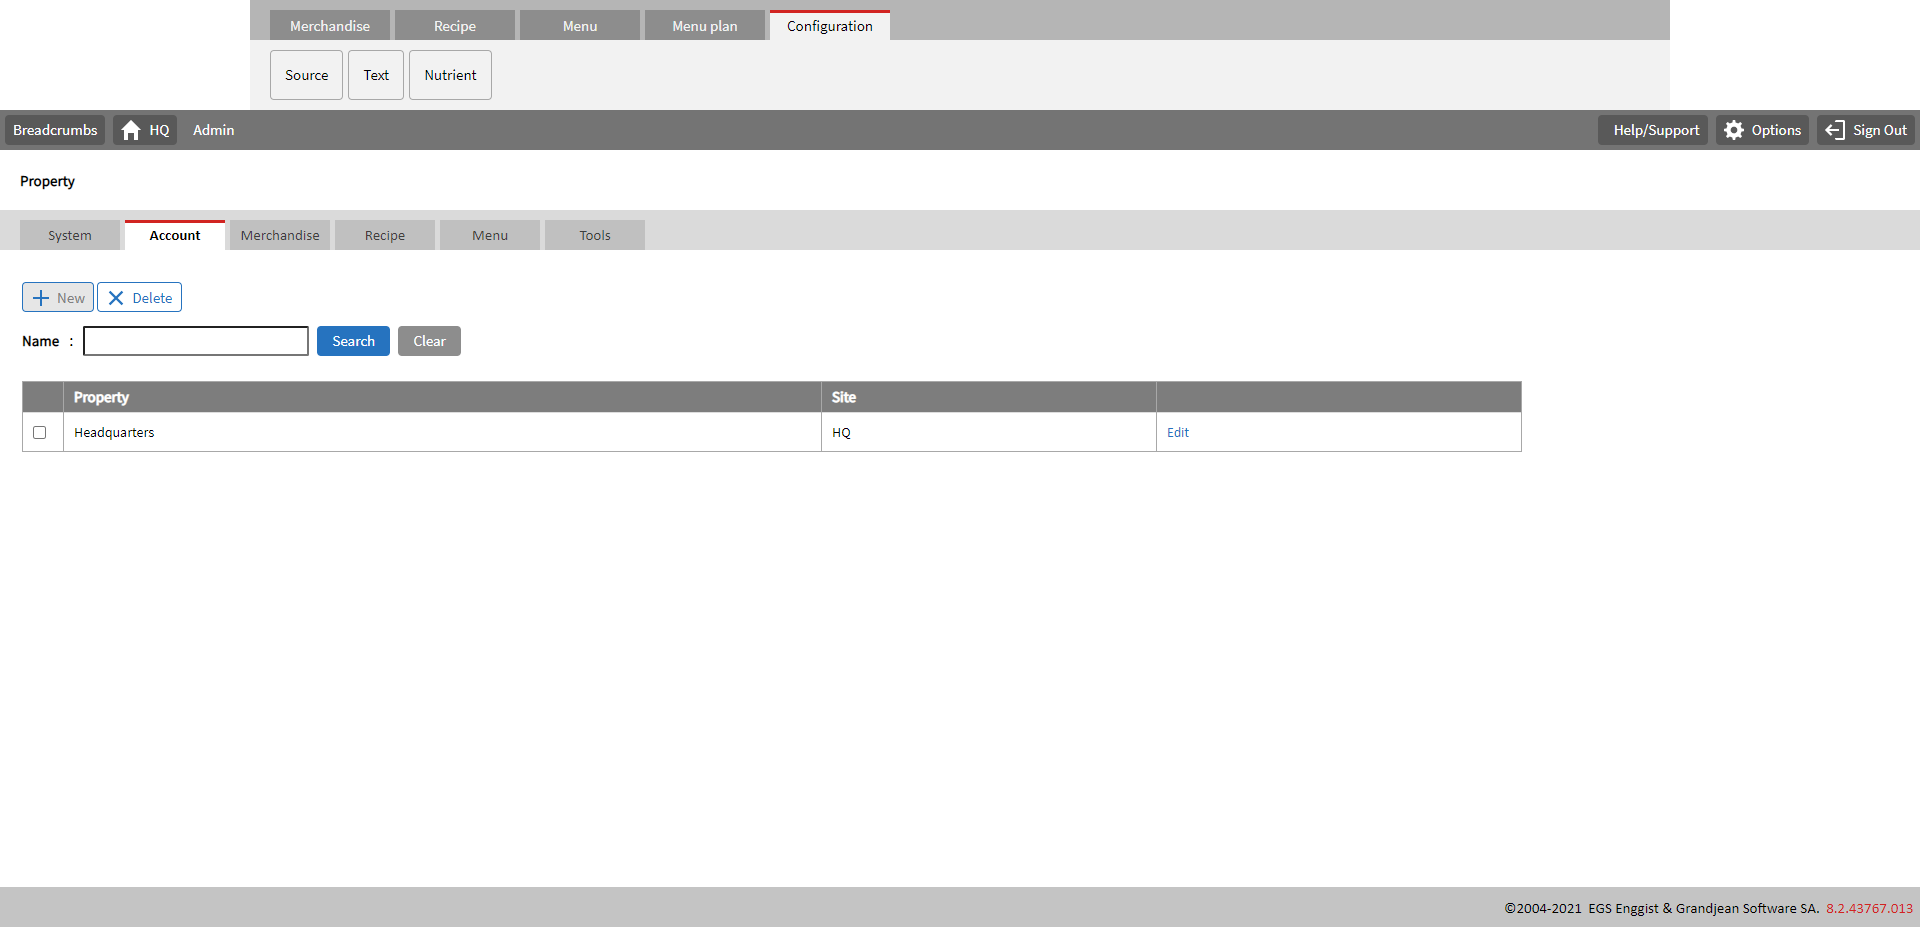 Merchandise Recipe Menu Menu plan Configuration
Source Text Nutrient
Breadcrumbs HQ Admin Help/Support Options Sign Out
Property
System Account Merchandise Recipe Menu Tools
New Delete
Name : Search Clear
Property Site
Headquarters HQ Edit
©2004-2021 EGS Enggist & Grandjean Software SA. 8.2.43767.013